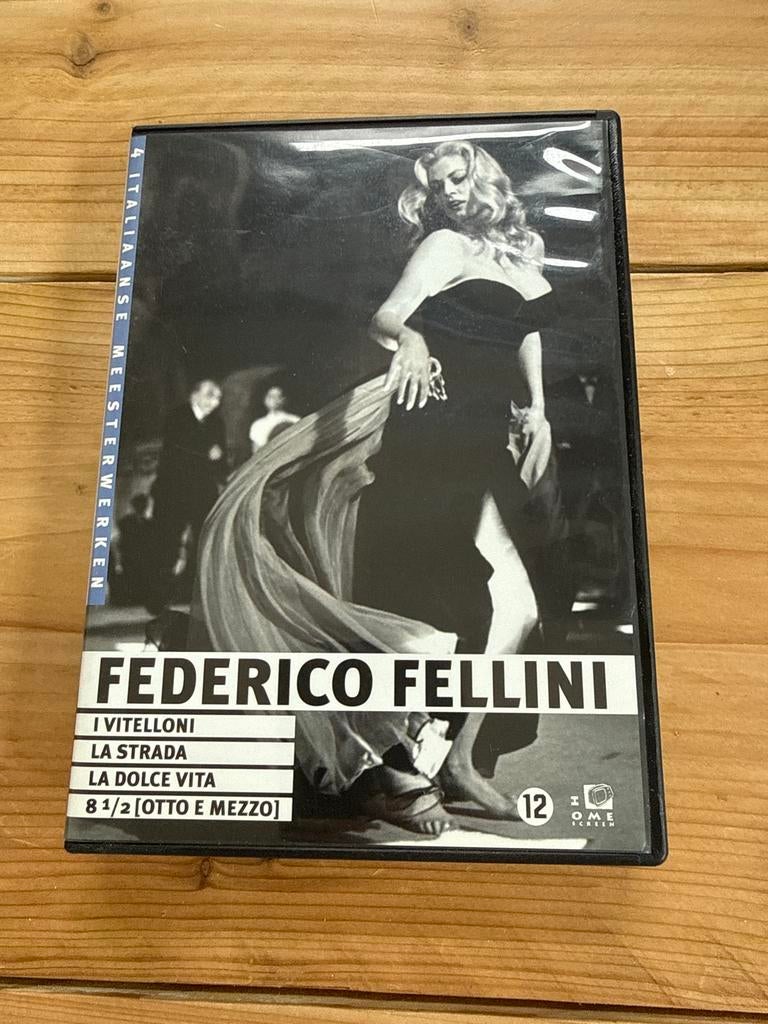 4 ITALIAANSE MEESTERWERKEN
FEDERICO FELLINI
I VITELLONI
LA STRADA
LA DOLCE VITA
8 1/2 [OTTO E MEZZO]
12
HOME
SCREEN